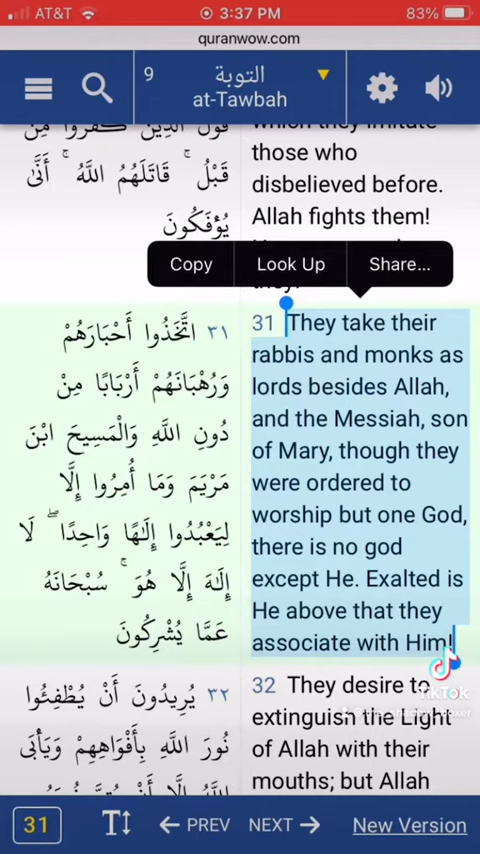 AT&T
3:37 PM
83%
quranwow.com
9
التوبة
at-Tawbah
those who
disbelieved before.
Allah fights them!
قَبْلُ ۚ قَاتَلَهُمُ اللَّهُ ۚ أَنَّىٰ
يُؤْفَكُونَ
Copy
Look Up
Share...
٣١ اتَّخَذُوا أَحْبَارَهُمْ
وَرُهْبَانَهُمْ أَرْبَابًا مِنْ
دُونِ اللَّهِ وَالْمَسِيحَ ابْنَ
مَرْيَمَ وَمَا أُمِرُوا إِلَّا
لِيَعْبُدُوا إِلَٰهًا وَاحِدًا ۖ لَا
إِلَٰهَ إِلَّا هُوَ ۚ سُبْحَانَهُ
عَمَّا يُشْرِكُونَ
31 They take their
rabbis and monks as
lords besides Allah,
and the Messiah, son
of Mary, though they
were ordered to
worship but one God,
there is no god
except He. Exalted is
He above that they
associate with Him!
TikTok
٣٢ يُرِيدُونَ أَنْ يُطْفِئُوا
نُورَ اللَّهِ بِأَفْوَاهِهِمْ وَيَأْبَى
32 They desire to
extinguish the light
of Allah with their
mouths; but Allah
31
T
PREV
NEXT
New Version